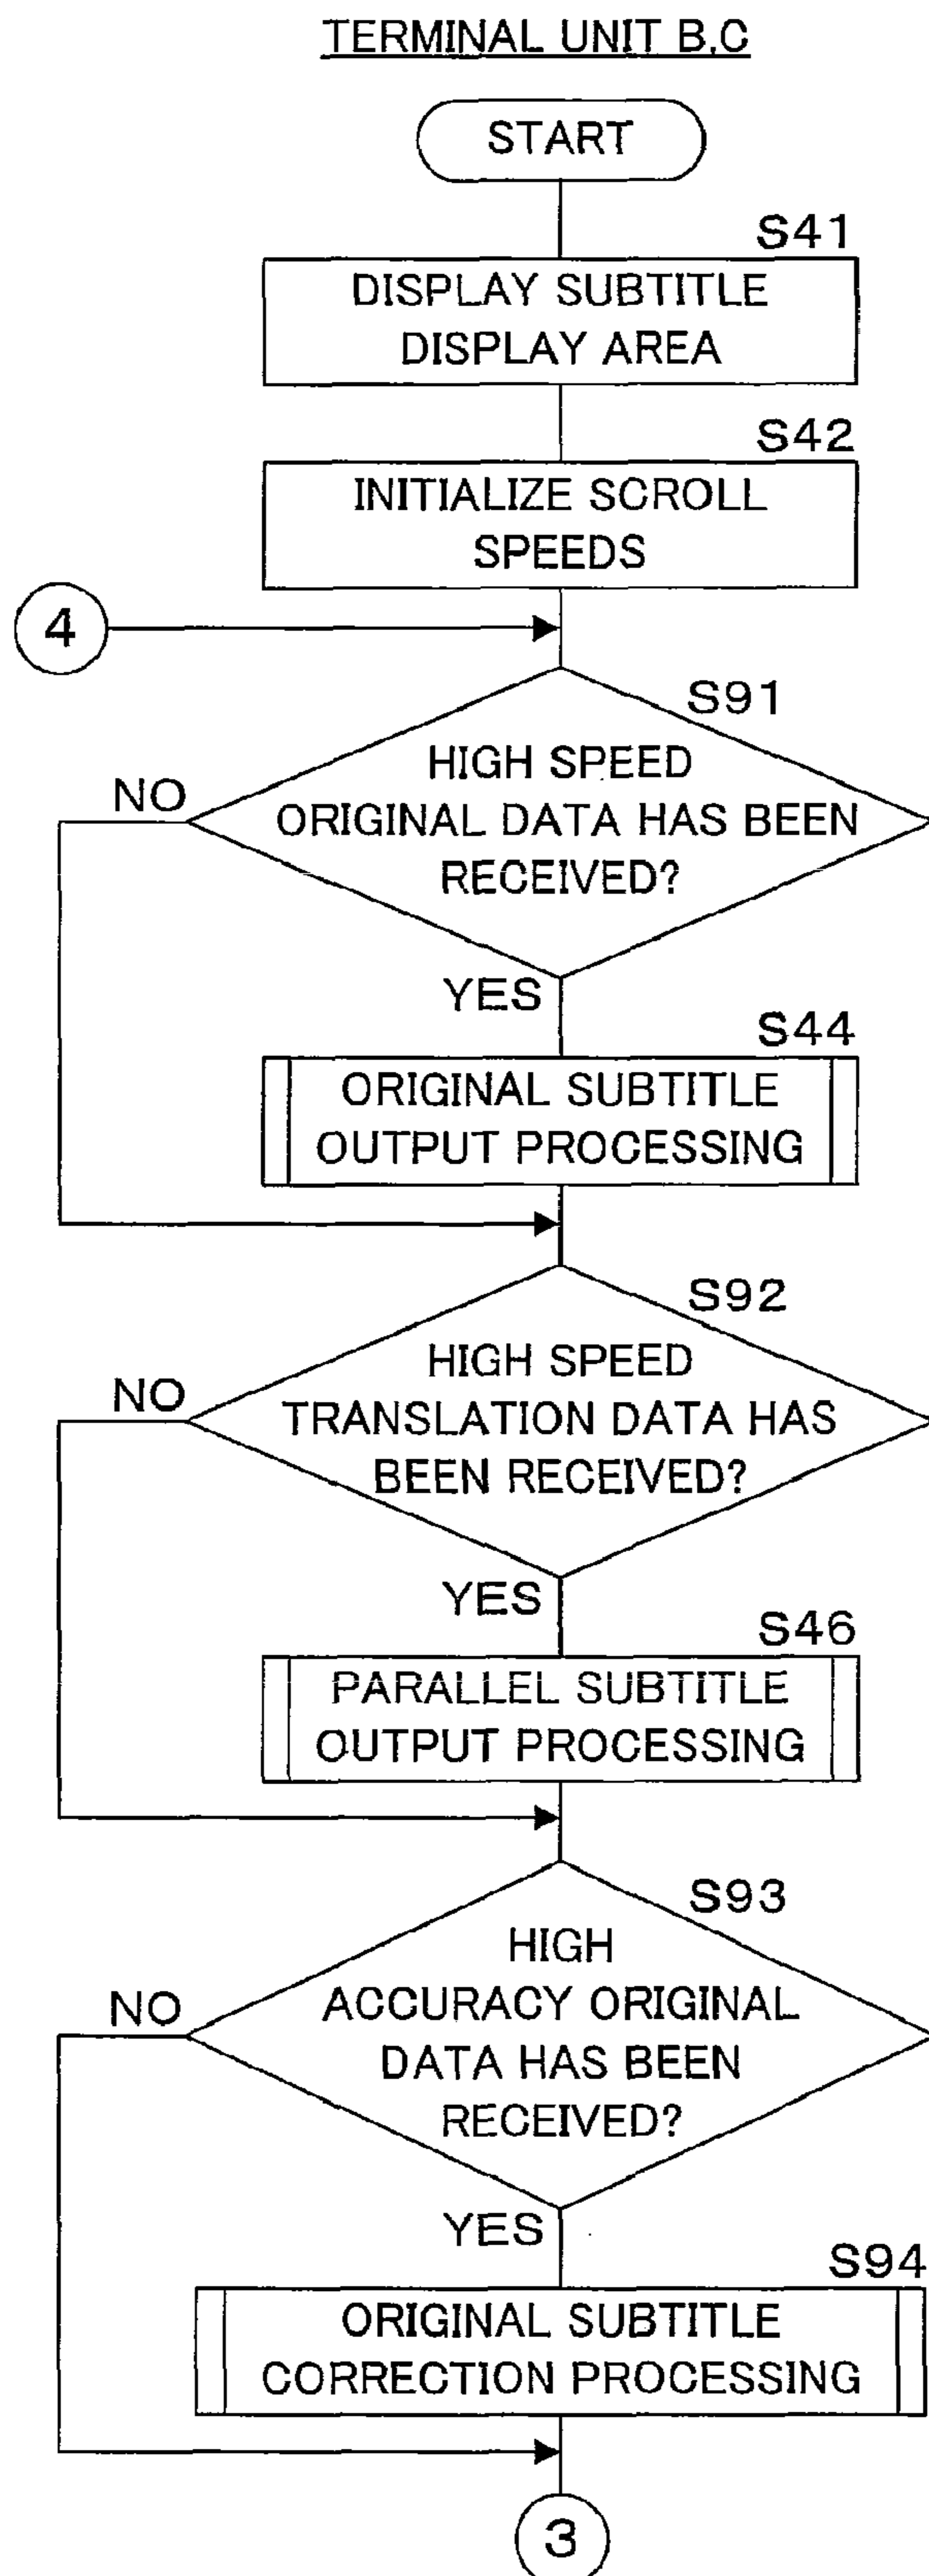 TERMINAL UNIT B,C
START
S41
DISPLAY SUBTITLE
DISPLAY AREA
S42
INITIALIZE SCROLL
SPEEDS
4
S91
HIGH SPEED
ORIGINAL DATA HAS BEEN
RECEIVED?
NO
YES
S44
ORIGINAL SUBTITLE
OUTPUT PROCESSING
S92
HIGH SPEED
TRANSLATION DATA HAS
BEEN RECEIVED?
NO
YES
S46
PARALLEL SUBTITLE
OUTPUT PROCESSING
S93
HIGH
ACCURACY ORIGINAL
DATA HAS BEEN
RECEIVED?
NO
YES
S94
ORIGINAL SUBTITLE
CORRECTION PROCESSING
3